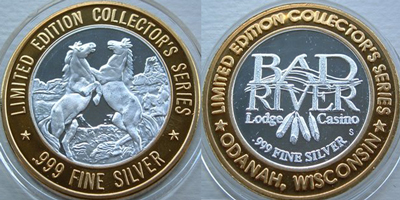 LIMITED EDITION COLLECTOR'S SERIES
.999 FINE SILVER
LIMITED EDITION COLLECTOR'S SERIES
BAD
RIVER
Lodge Casino
.999 FINE SILVER
S
ODANAH, WISCONSIN